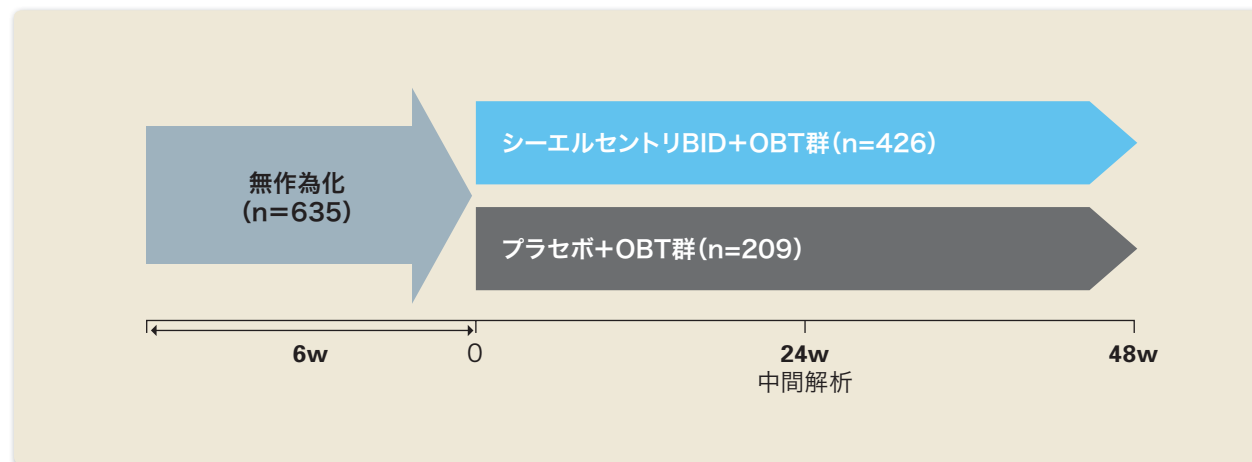 無作為化
(n=635)
シーエルセントリBID+OBT群(n=426)
プラセボ+OBT群(n=209)
6w
0
24w
48w
中間解析